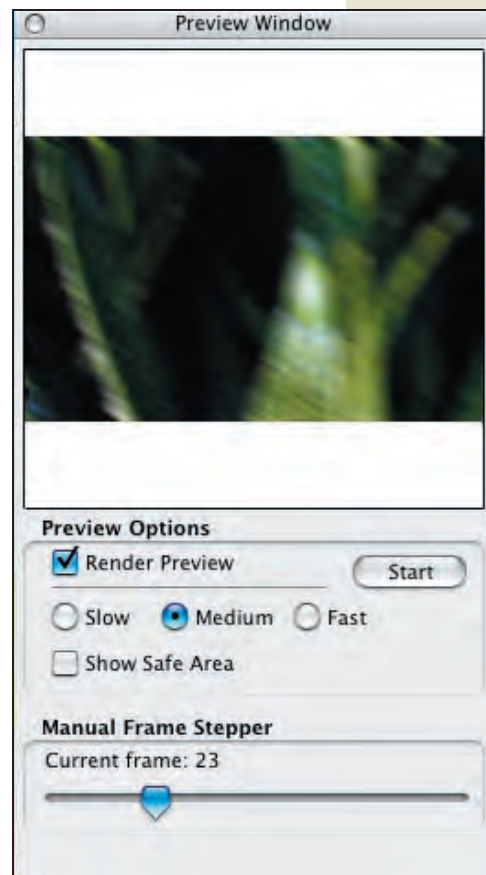 Preview Window
Preview Options
Render Preview
Start
Slow Medium Fast
Show Safe Area
Manual Frame Stepper
Current frame: 23